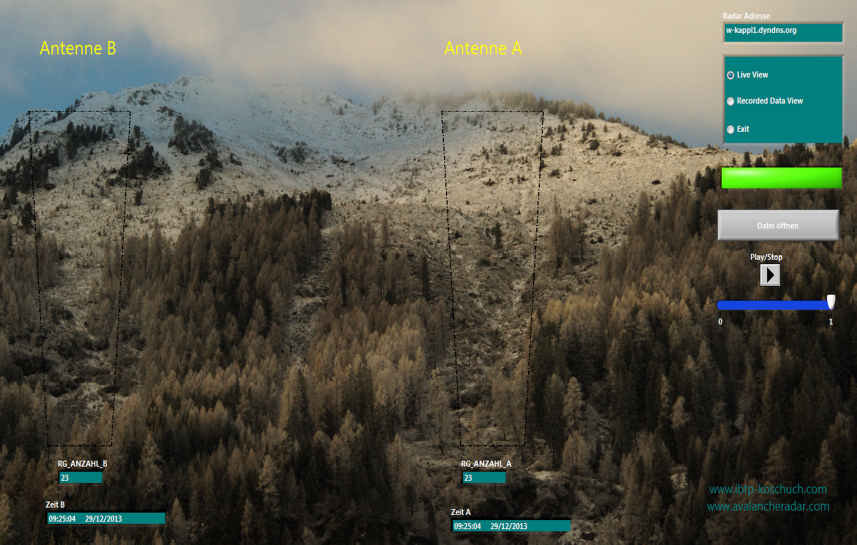 Radar Adresse
w-kappl1.dyndns.org
Antenne B
Antenne A
Live View
Recorded Data View
Exit
Datei öffnen
Play/Stop
0 1
RG_ANZAHL_B
23
RG_ANZAHL_A
23
Zeit B
09:25:04 29/12/2013
Zeit A
09:25:04 29/12/2013
www.ibtp-koschuch.com
www.avalancheradar.com